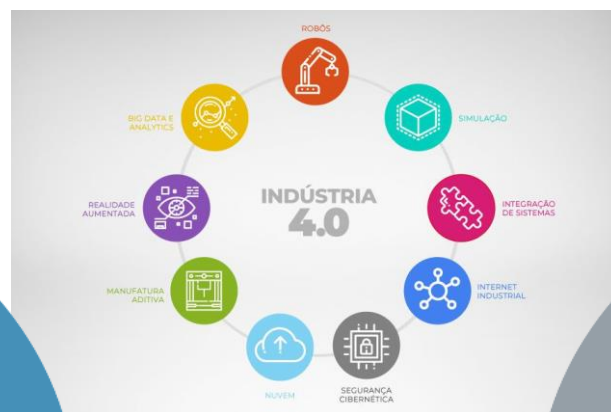 ROBÔS
BIG DATA E
ANALYTICS
SIMULAÇÃO
REALIDADE
AUMENTADA
INDÚSTRIA
4.0
INTEGRAÇÃO
DE SISTEMAS
MANUFATURA
ADITIVA
INTERNET
INDUSTRIAL
NUVEM
SEGURANÇA
CIBERNÉTICA